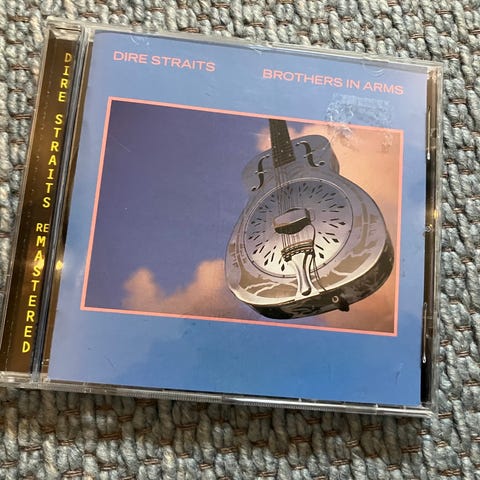 DIRE STRAITS
BROTHERS IN ARMS
DIRE STRAITS REMASTERED